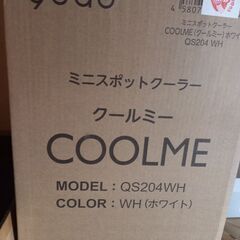 4 5807
ミニスポットクーラー
COOLME(クールミー)ホワイ
QS204 WH
ミニスポットクーラー
クールミー
COOLME
MODEL : QS204WH
COLOR : WH (ホワイト)